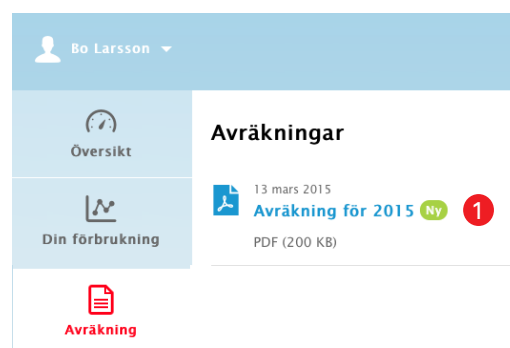 Bo Larsson
Översikt
Din förbrukning
Avräkning
Avräkningar
13 mars 2015
Avräkning för 2015 Ny 1
PDF (200 KB)